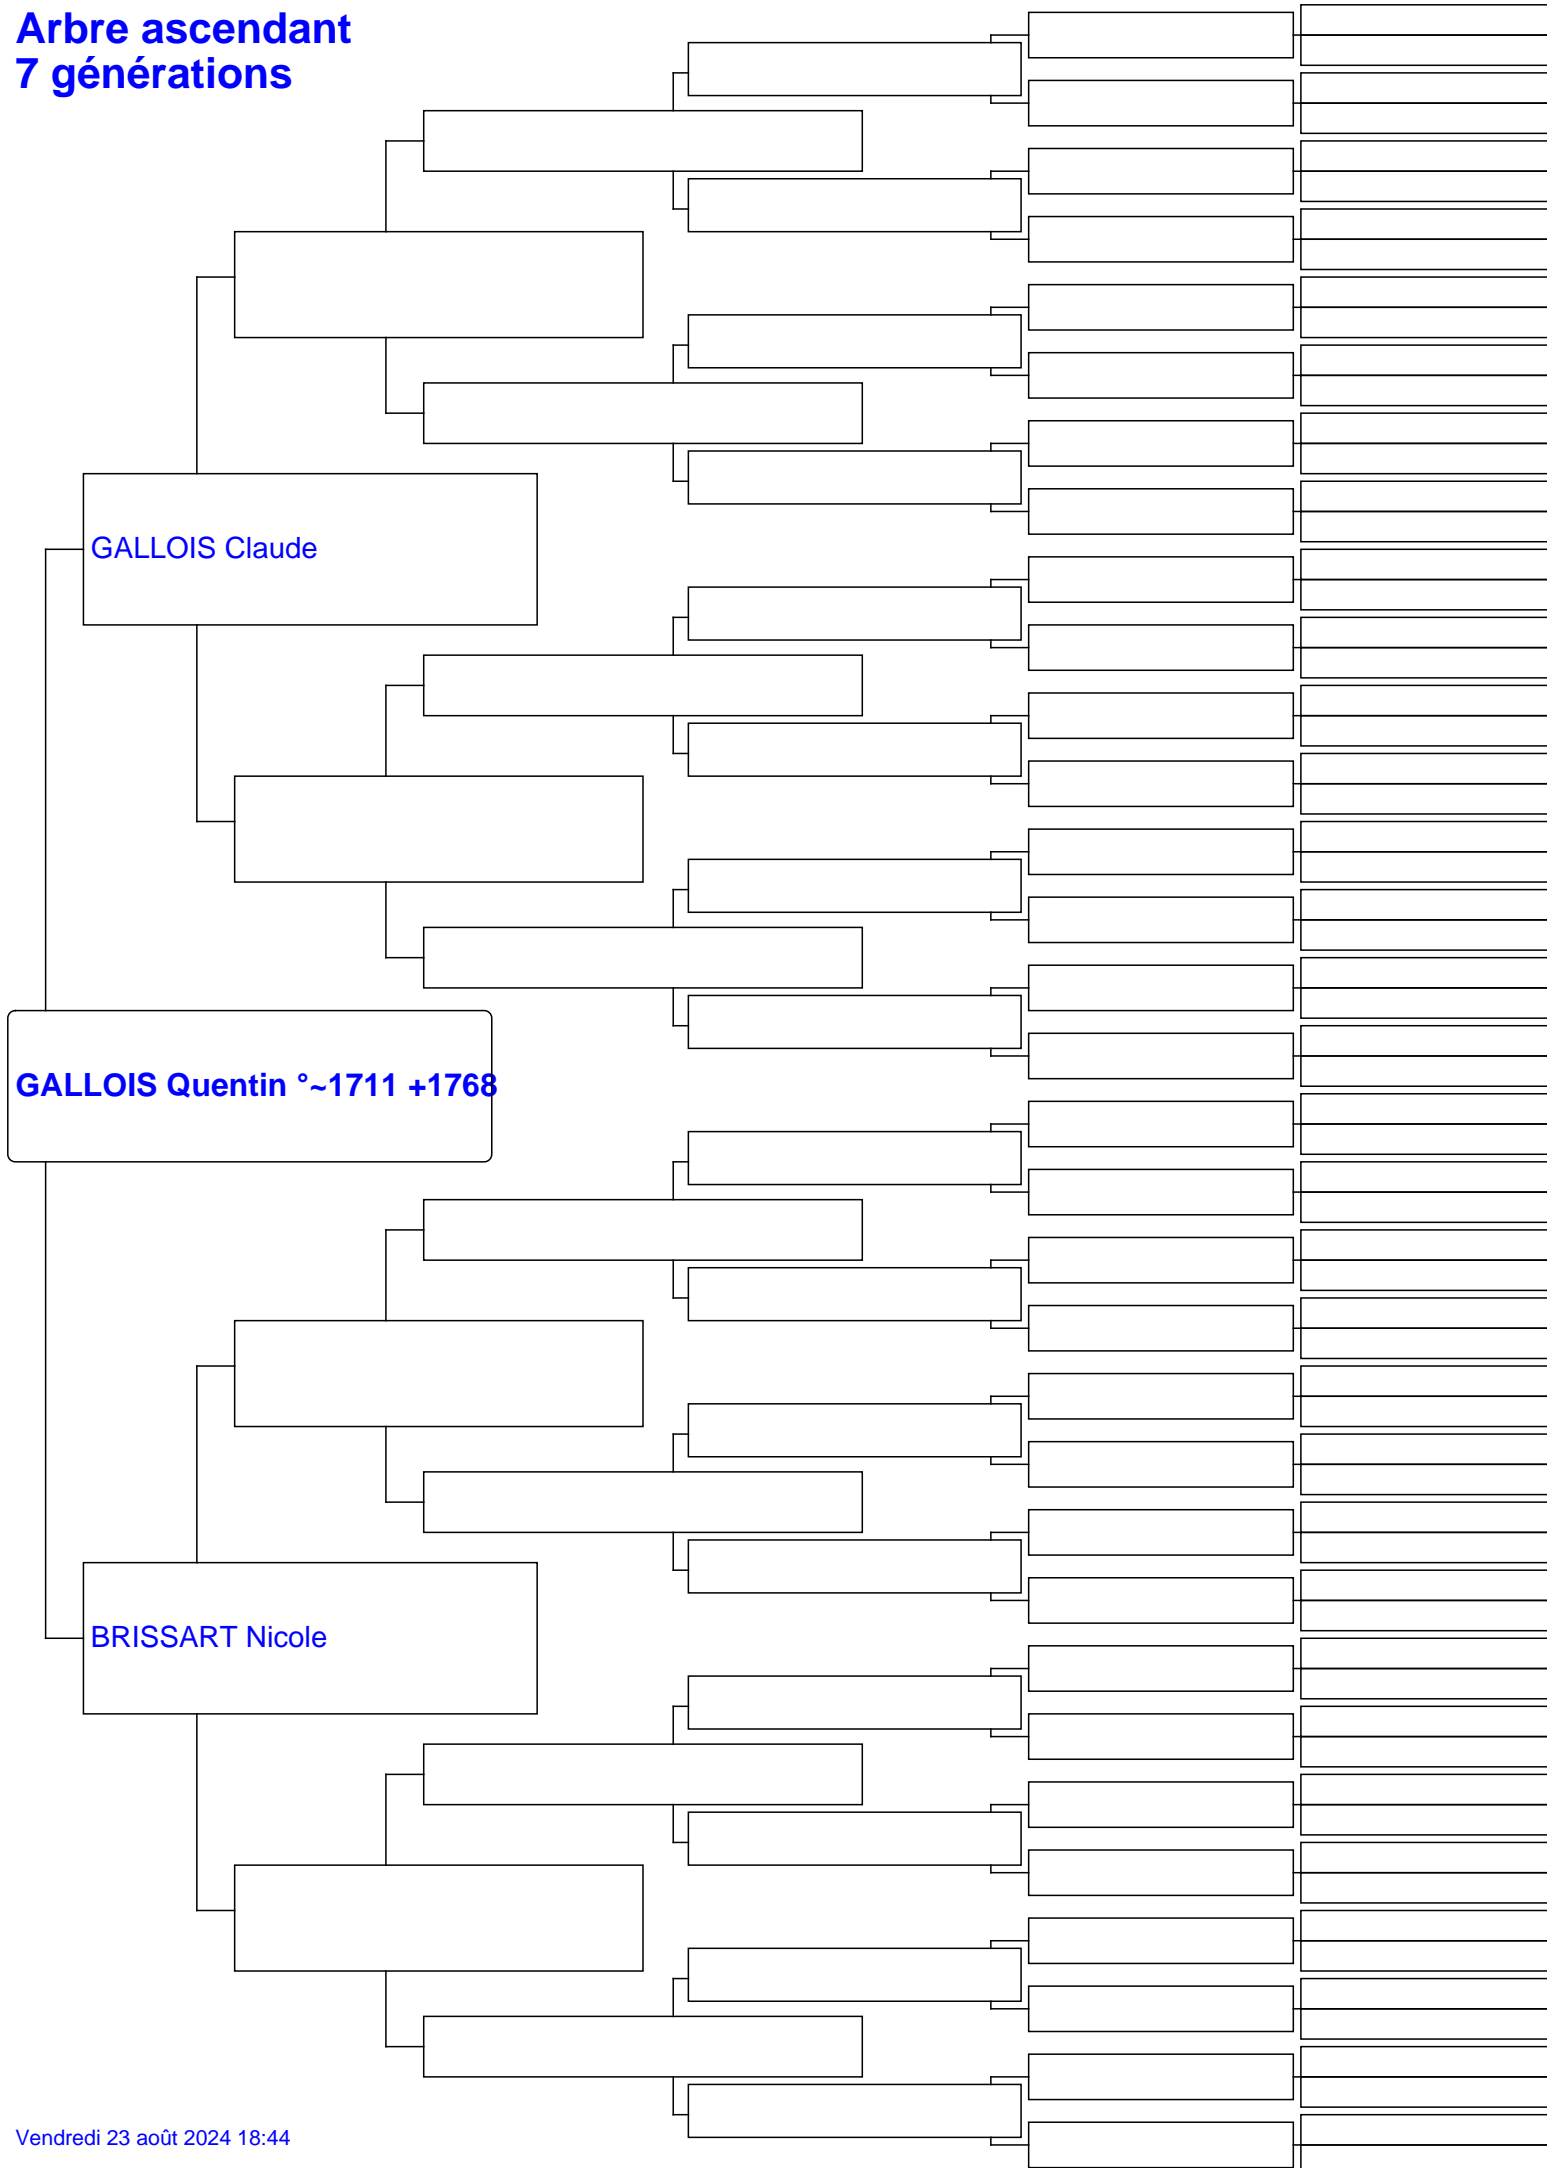 Arbre ascendant
7 générations
GALLOIS Claude
GALLOIS Quentin °~1711 +1768
BRISSART Nicole
Vendredi 23 août 2024 18:44